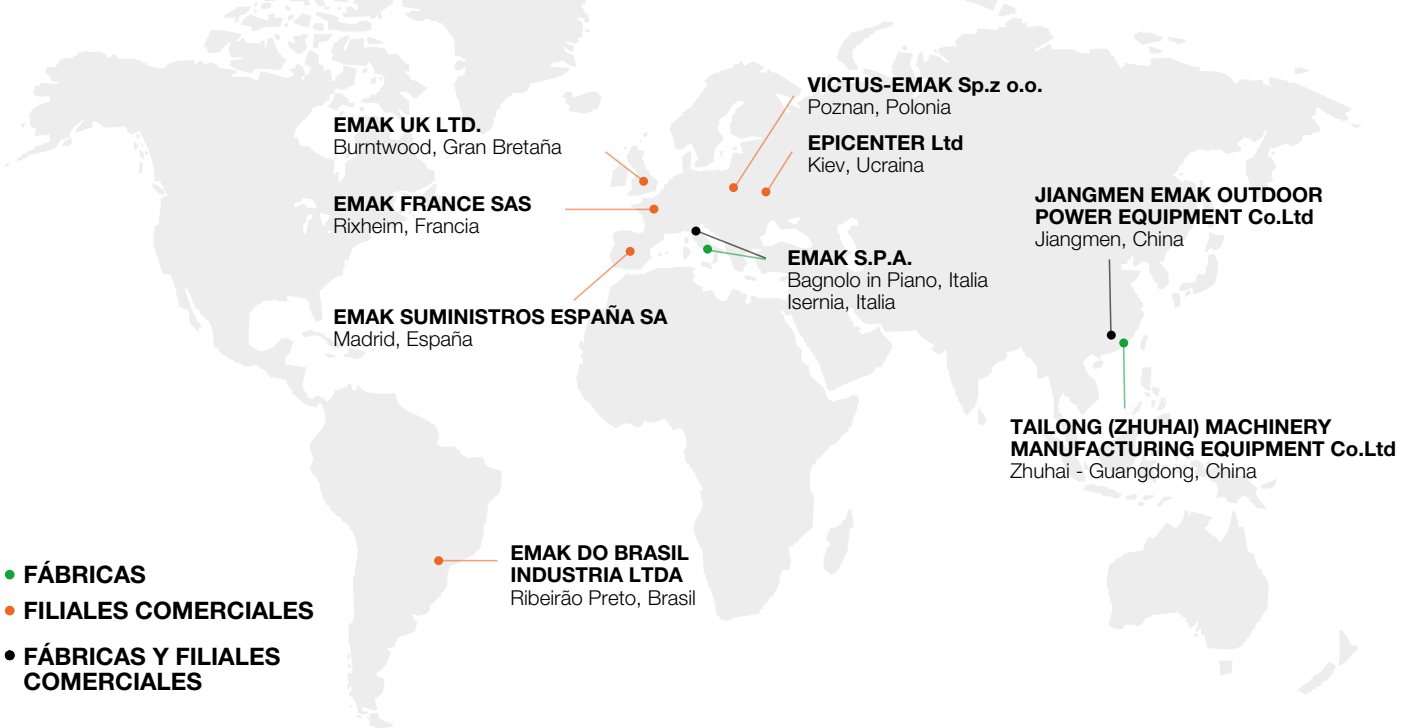 VICTUS-EMAK Sp.z o.o.
Poznan, Polonia
EMAK UK LTD.
Burntwood, Gran Bretaña
EPICENTER Ltd
Kiev, Ucraina
EMAK FRANCE SAS
Rixheim, Francia
JIANGMEN EMAK OUTDOOR
POWER EQUIPMENT Co.Ltd
Jiangmen, China
EMAK S.P.A.
Bagnolo in Piano, Italia
Isernia, Italia
EMAK SUMINISTROS ESPAÑA SA
Madrid, España
TAILONG (ZHUHAI) MACHINERY
MANUFACTURING EQUIPMENT Co.Ltd
Zhuhai - Guangdong, China
EMAK DO BRASIL
INDUSTRIA LTDA
Ribeirão Preto, Brasil
FÁBRICAS
FILIALES COMERCIALES
FÁBRICAS Y FILIALES
COMERCIALES